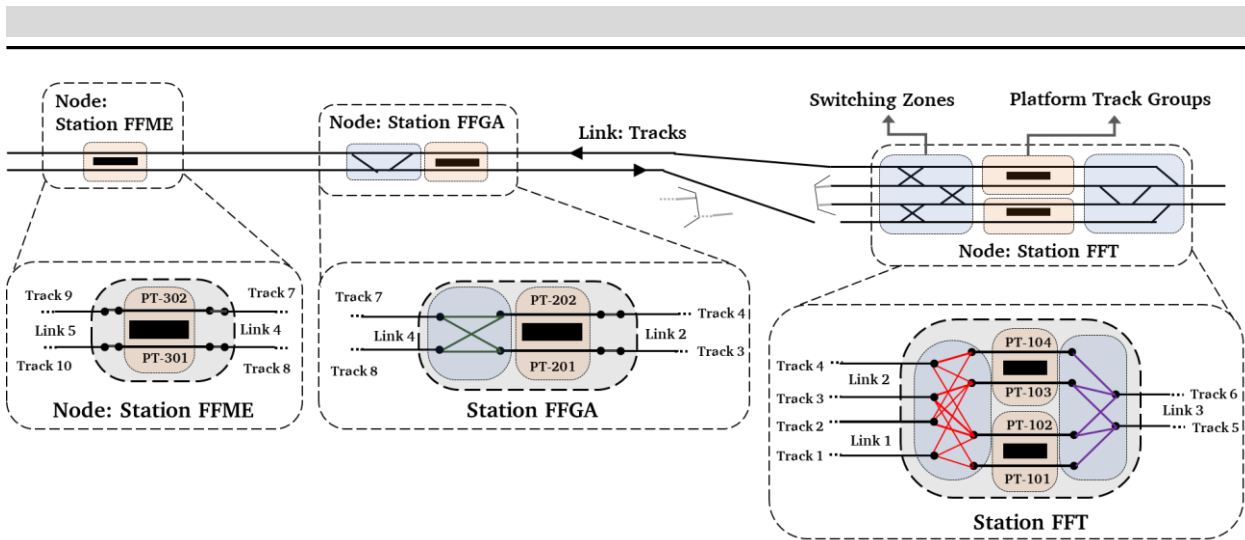 Node:
Station FFME
Node: Station FFGA
Link: Tracks
Switching Zones
Platform Track Groups
Node: Station FFT
Track 9
PT-302
Track 7
Link 5
Link 4
Track 10
PT-301
Track 8
Node: Station FFME
Track 7
PT-202
Track 4
Link 4
Link 2
Track 8
PT-201
Track 3
Station FFGA
PT-104
Track 4
Link 2
PT-103
Track 6
Track 3
Link 3
Track 2
PT-102
Track 5
Link 1
Track 1
PT-101
Station FFT